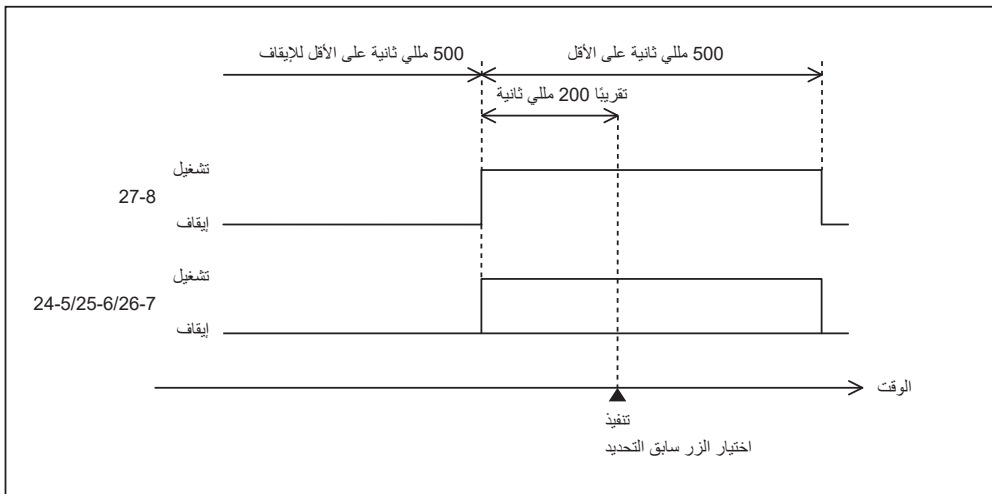 500 مللي ثانية على الأقل للإيقاف
500 مللي ثانية على الأقل
تقريبًا 200 مللي ثانية
تشغيل
27-8
إيقاف
تشغيل
24-5/25-6/26-7
إيقاف
الوقت
تنفيذ
اختيار الزر سابق التحديد